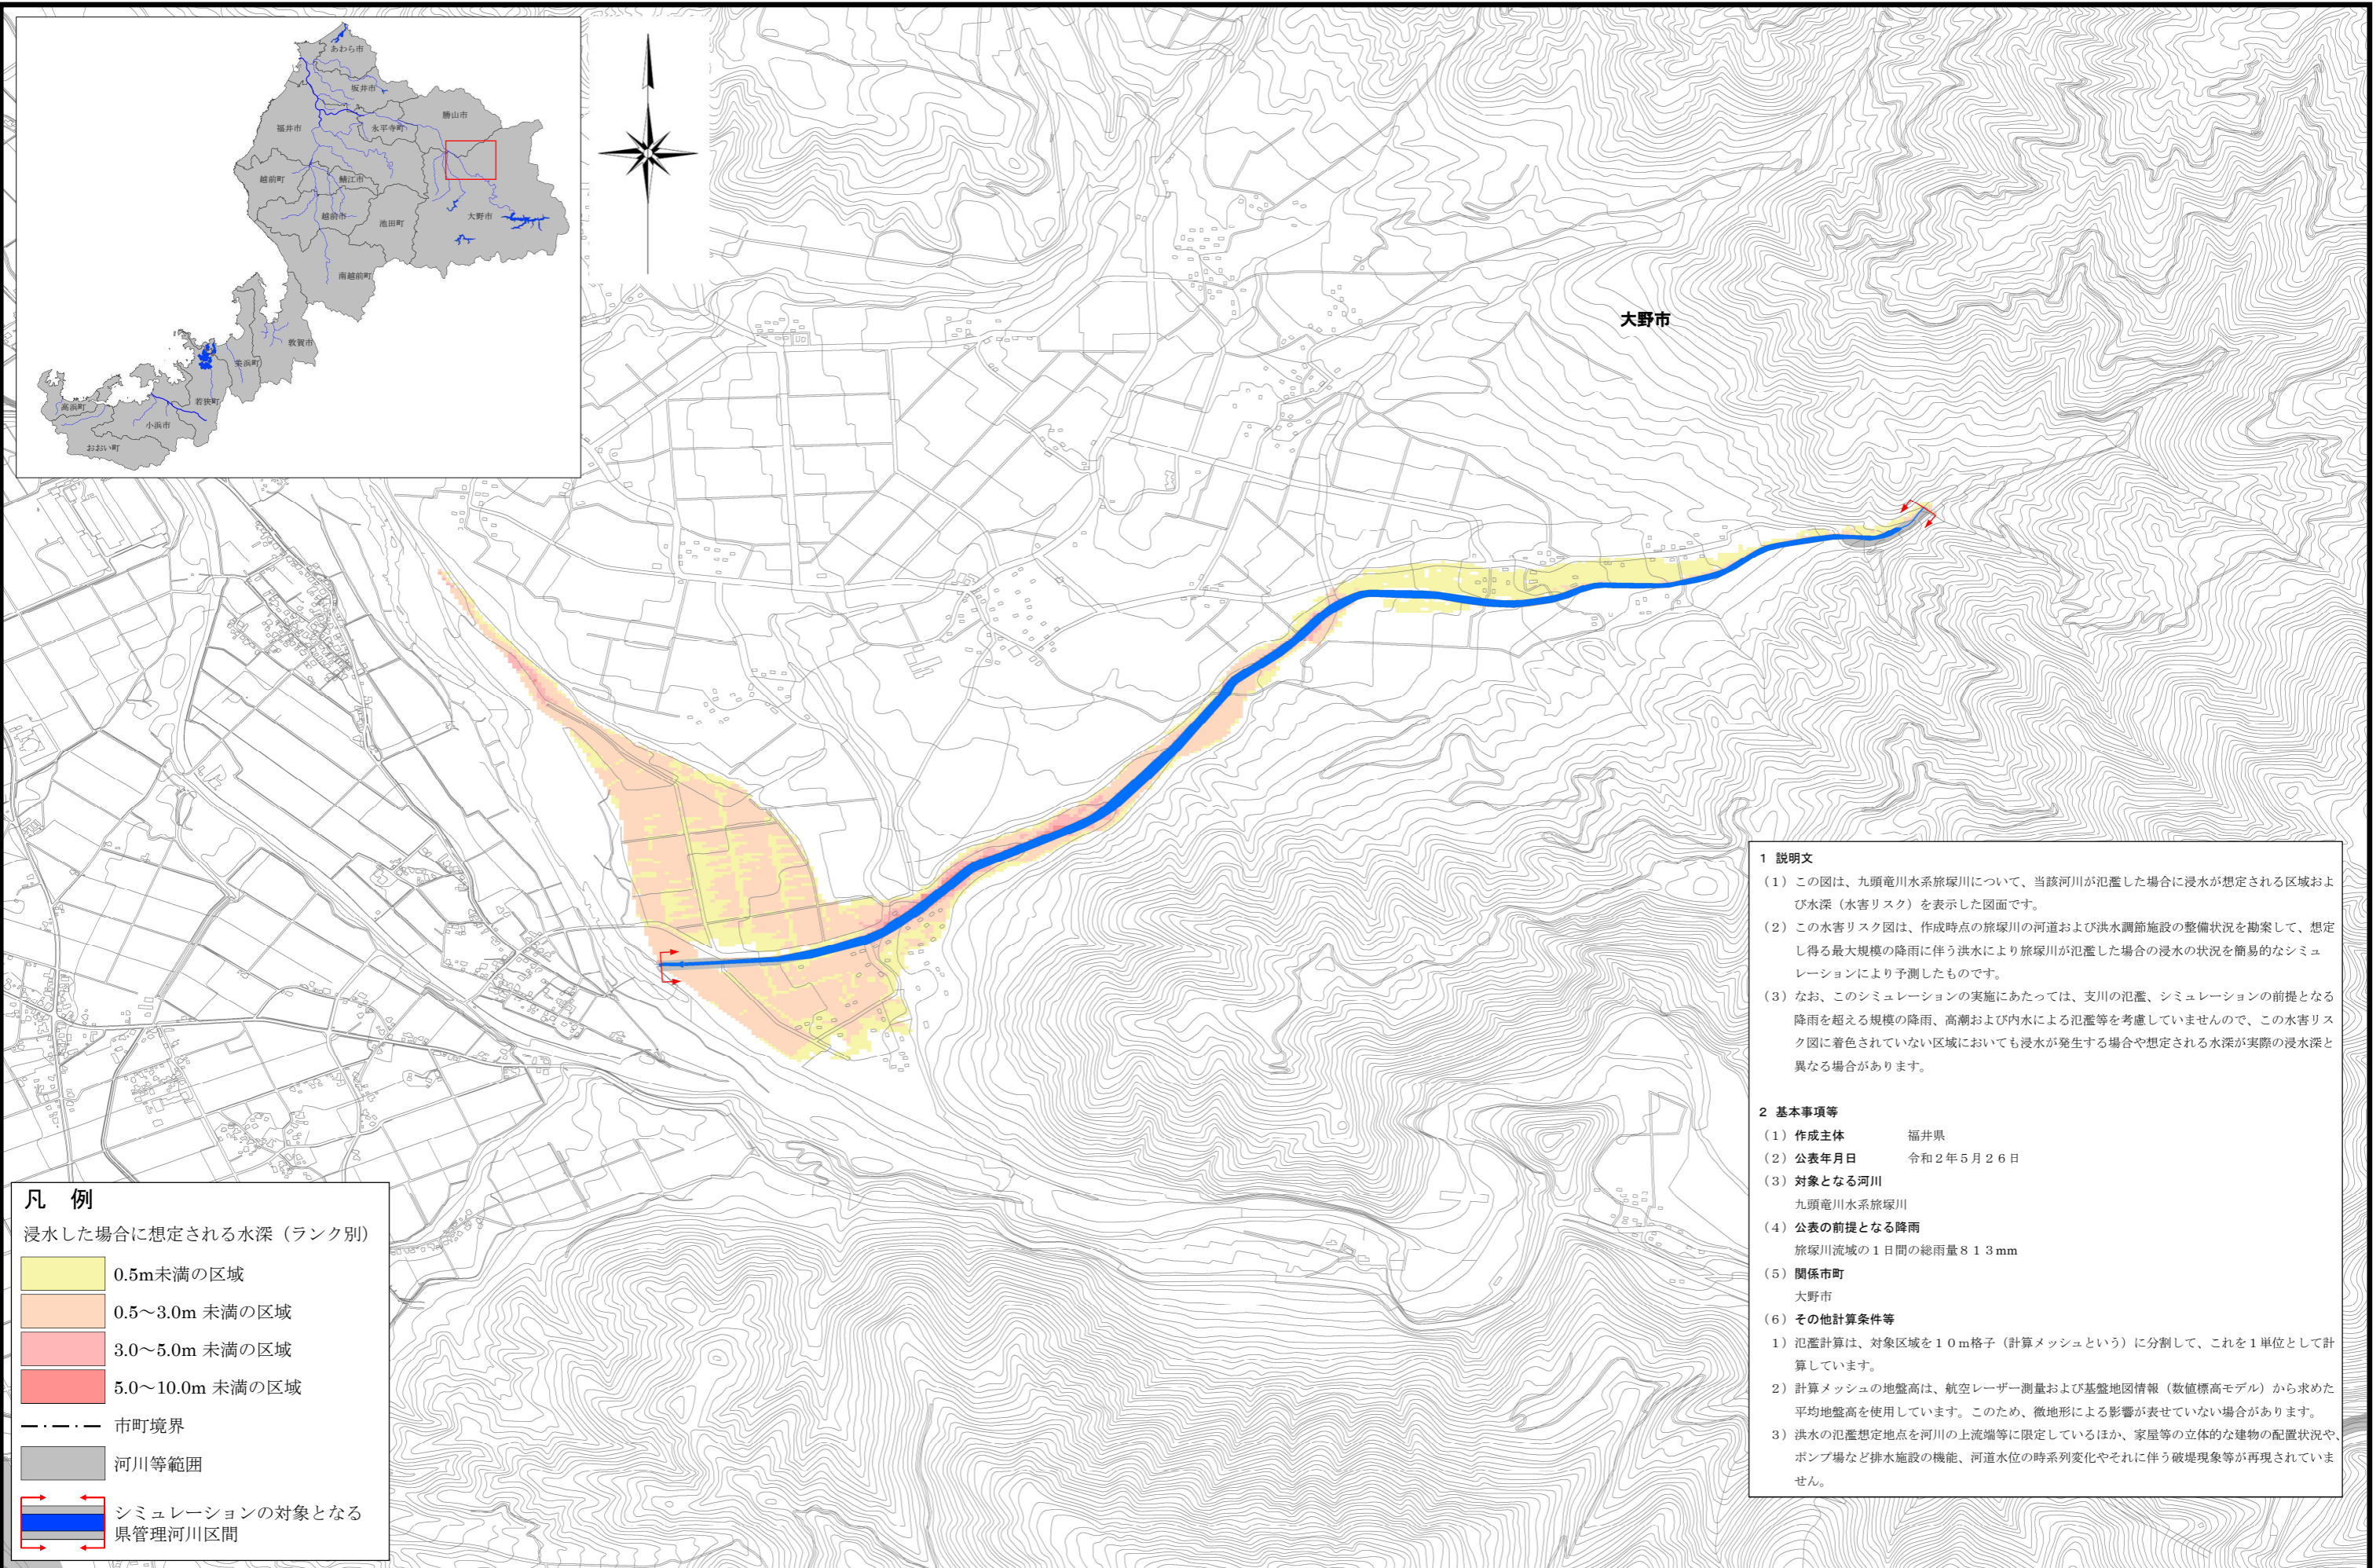 あわら市
坂井市
勝山市
福井市
永平寺町
越前町
鯖江市
越前市
池田町
大野市
南越前町
敦賀市
美浜町
若狭町
高浜町
小浜市
おおい町
大野市
1 説明文
（1）この図は、九頭竜川水系旅塚川について、当該河川が氾濫した場合に浸水が想定される区域およ
び水深（水害リスク）を表示した図面です。
（2）この水害リスク図は、作成時点の旅塚川の河道および洪水調節施設の整備状況を勘案して、想定
し得る最大規模の降雨に伴う洪水により旅塚川が氾濫した場合の浸水の状況を簡易的なシミュ
レーションにより予測したものです。
（3）なお、このシミュレーションの実施にあたっては、支川の氾濫、シミュレーションの前提となる
降雨を超える規模の降雨、高潮および内水による氾濫等を考慮していませんので、この水害リス
ク図に着色されていない区域においても浸水が発生する場合や想定される水深が実際の浸水深と
異なる場合があります。
2 基本事項等
（1）作成主体 福井県
（2）公表年月日 令和２年５月２６日
（3）対象となる河川
九頭竜川水系旅塚川
（4）公表の前提となる降雨
旅塚川流域の１日間の総雨量８１３mm
（5）関係市町
大野市
（6）その他計算条件等
1）氾濫計算は、対象区域を１０ｍ格子（計算メッシュという）に分割して、これを１単位として計
算しています。
2）計算メッシュの地盤高は、航空レーザー測量および基盤地図情報（数値標高モデル）から求めた
平均地盤高を使用しています。このため、微地形による影響が表せていない場合があります。
3）洪水の氾濫想定地点を河川の上流端等に限定しているほか、家屋等の立体的な建物の配置状況や、
ポンプ場など排水施設の機能、河道水位の時系列変化やそれに伴う破堤現象等が再現されていま
せん。
凡 例
浸水した場合に想定される水深（ランク別）
0.5m未満の区域
0.5～3.0m 未満の区域
3.0～5.0m 未満の区域
5.0～10.0m 未満の区域
市町境界
河川等範囲
シミュレーションの対象となる
県管理河川区間